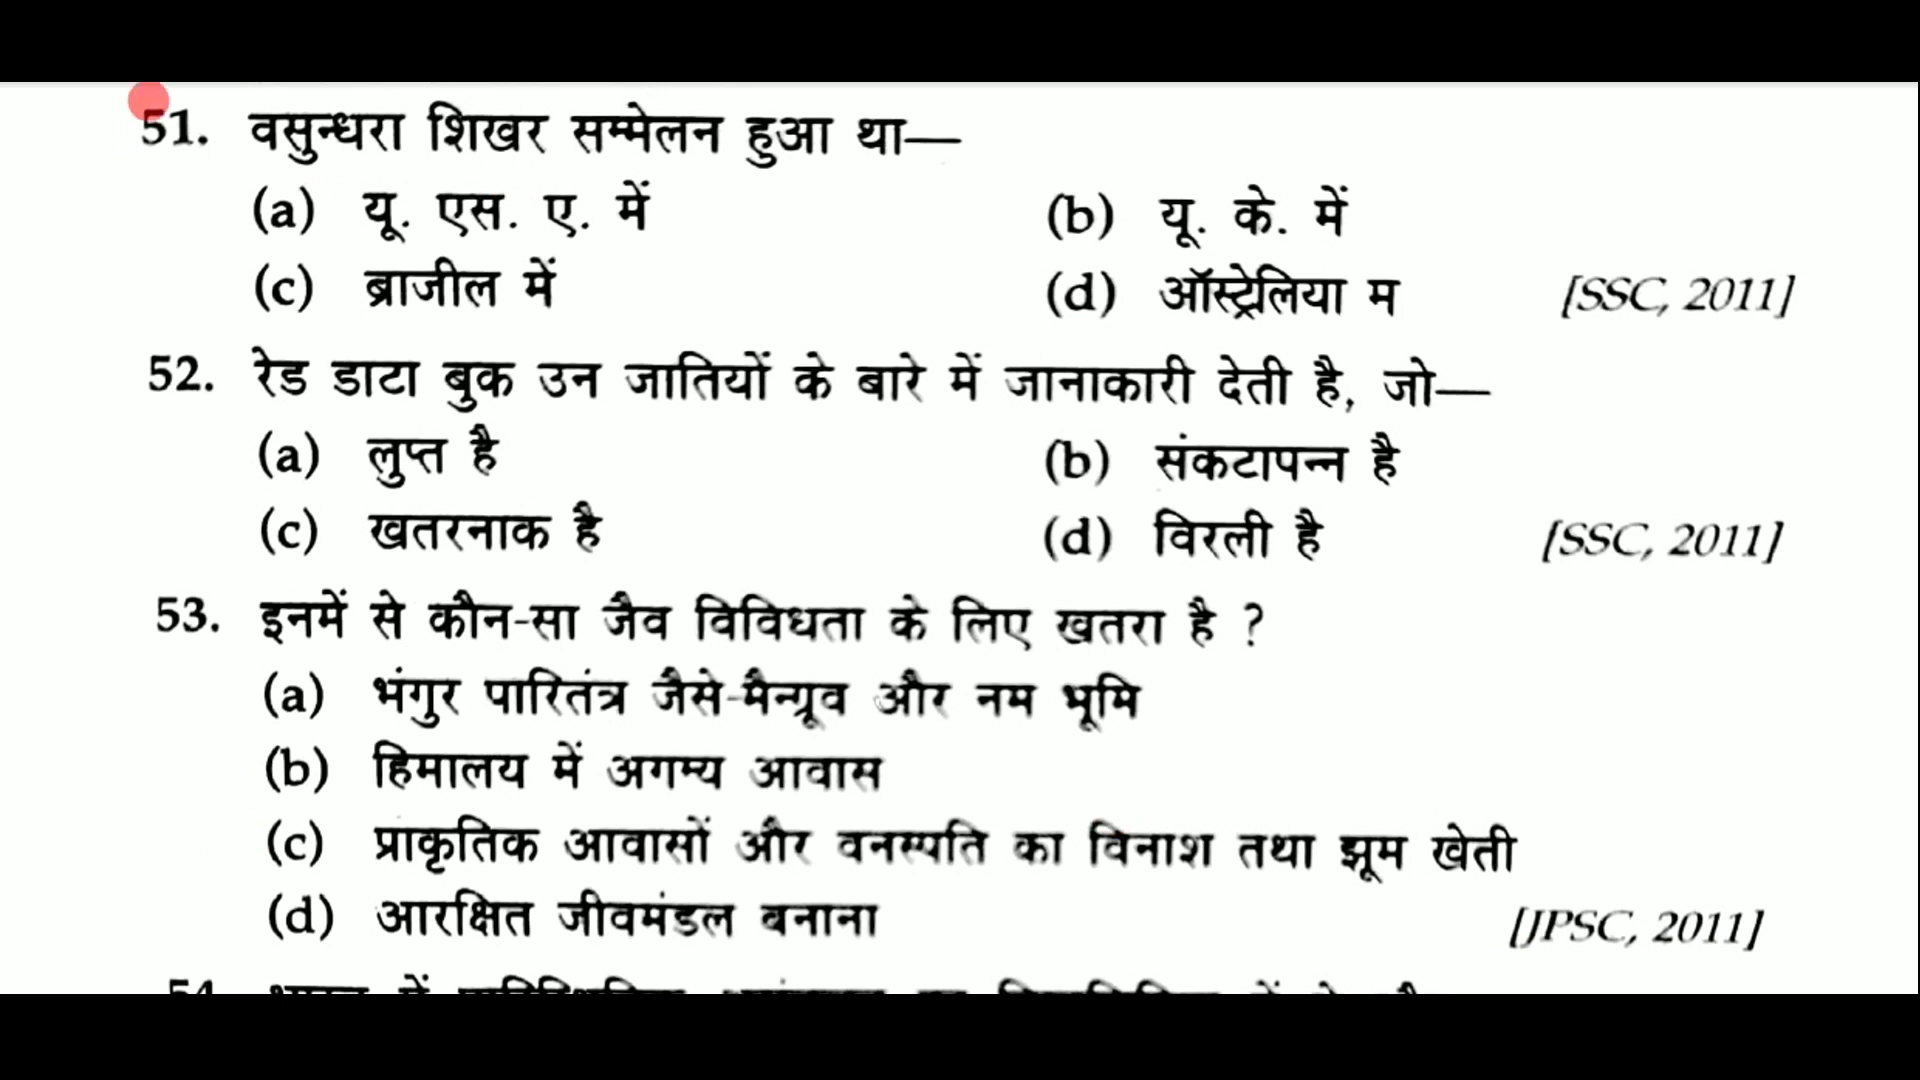 51. वसुन्धरा शिखर सम्मेलन हुआ था—
(a) यू. एस. ए. में (b) यू. के. में
(c) ब्राजील में (d) ऑस्ट्रेलिया म [SSC, 2011]
52. रेड डाटा बुक उन जातियों के बारे में जानाकारी देती है, जो—
(a) लुप्त है (b) संकटापन्न है
(c) खतरनाक है (d) विरली है [SSC, 2011]
53. इनमें से कौन-सा जैव विविधता के लिए खतरा है ?
(a) भंगुर पारितंत्र जैसे-मैन्ग्रूव और नम भूमि
(b) हिमालय में अगम्य आवास
(c) प्राकृतिक आवासों और वनस्पति का विनाश तथा झूम खेती
(d) आरक्षित जीवमंडल बनाना [JPSC, 2011]